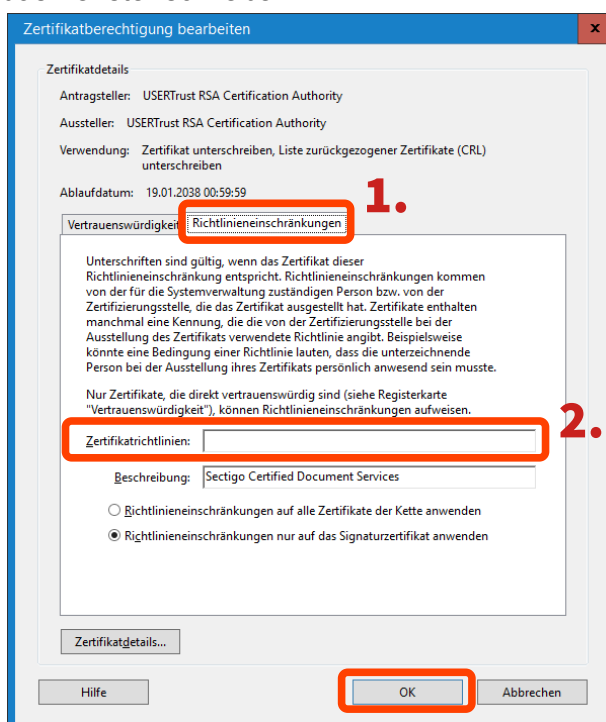 Zertifikatberechtigung bearbeiten
x
Zertifikatdetails
Antragsteller: USERTrust RSA Certification Authority
Aussteller: USERTrust RSA Certification Authority
Verwendung: Zertifikat unterschreiben, Liste zurückgezogener Zertifikate (CRL)
unterschreiben
Ablaufdatum: 19.01.2038 00:59:59
1.
Vertrauenswürdigkeit Richtlinieneinschränkungen
Unterschriften sind gültig, wenn das Zertifikat dieser
Richtlinieneinschränkung entspricht. Richtlinieneinschränkungen kommen
von der für die Systemverwaltung zuständigen Person bzw. von der
Zertifizierungsstelle, die das Zertifikat ausgestellt hat. Zertifikate enthalten
manchmal eine Kennung, die die von der Zertifizierungsstelle bei der
Ausstellung des Zertifikats verwendete Richtlinie angibt. Beispielsweise
könnte eine Bedingung einer Richtlinie lauten, dass die unterzeichnende
Person bei der Ausstellung ihres Zertifikats persönlich anwesend sein musste.
Nur Zertifikate, die direkt vertrauenswürdig sind (siehe Registerkarte
"Vertrauenswürdigkeit"), können Richtlinieneinschränkungen aufweisen.
2.
Zertifikatrichtlinien:
Beschreibung: Sectigo Certified Document Services
Richtlinieneinschränkungen auf alle Zertifikate der Kette anwenden
Richtlinieneinschränkungen nur auf das Signaturzertifikat anwenden
Zertifikatdetails...
Hilfe OK Abbrechen